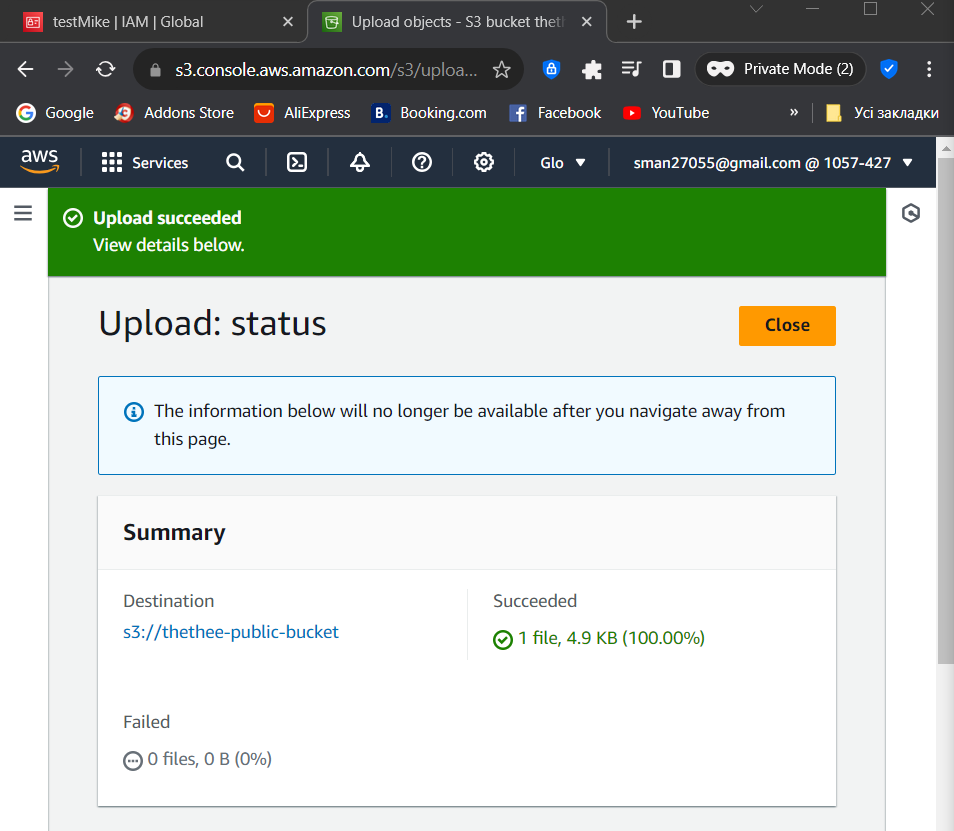 testMike | IAM | Global
Upload objects - S3 bucket theth
s3.console.aws.amazon.com/s3/uploa...
Private Mode (2)
Google
Addons Store
AliExpress
B.
Booking.com
Facebook
YouTube
»
Усі закладки
aws
Services
Glo
sman27055@gmail.com @ 1057-427
Upload succeeded
View details below.
Upload: status
Close
The information below will no longer be available after you navigate away from
this page.
Summary
Destination
s3://thethee-public-bucket
Succeeded
1 file, 4.9 KB (100.00%)
Failed
0 files, 0 B (0%)